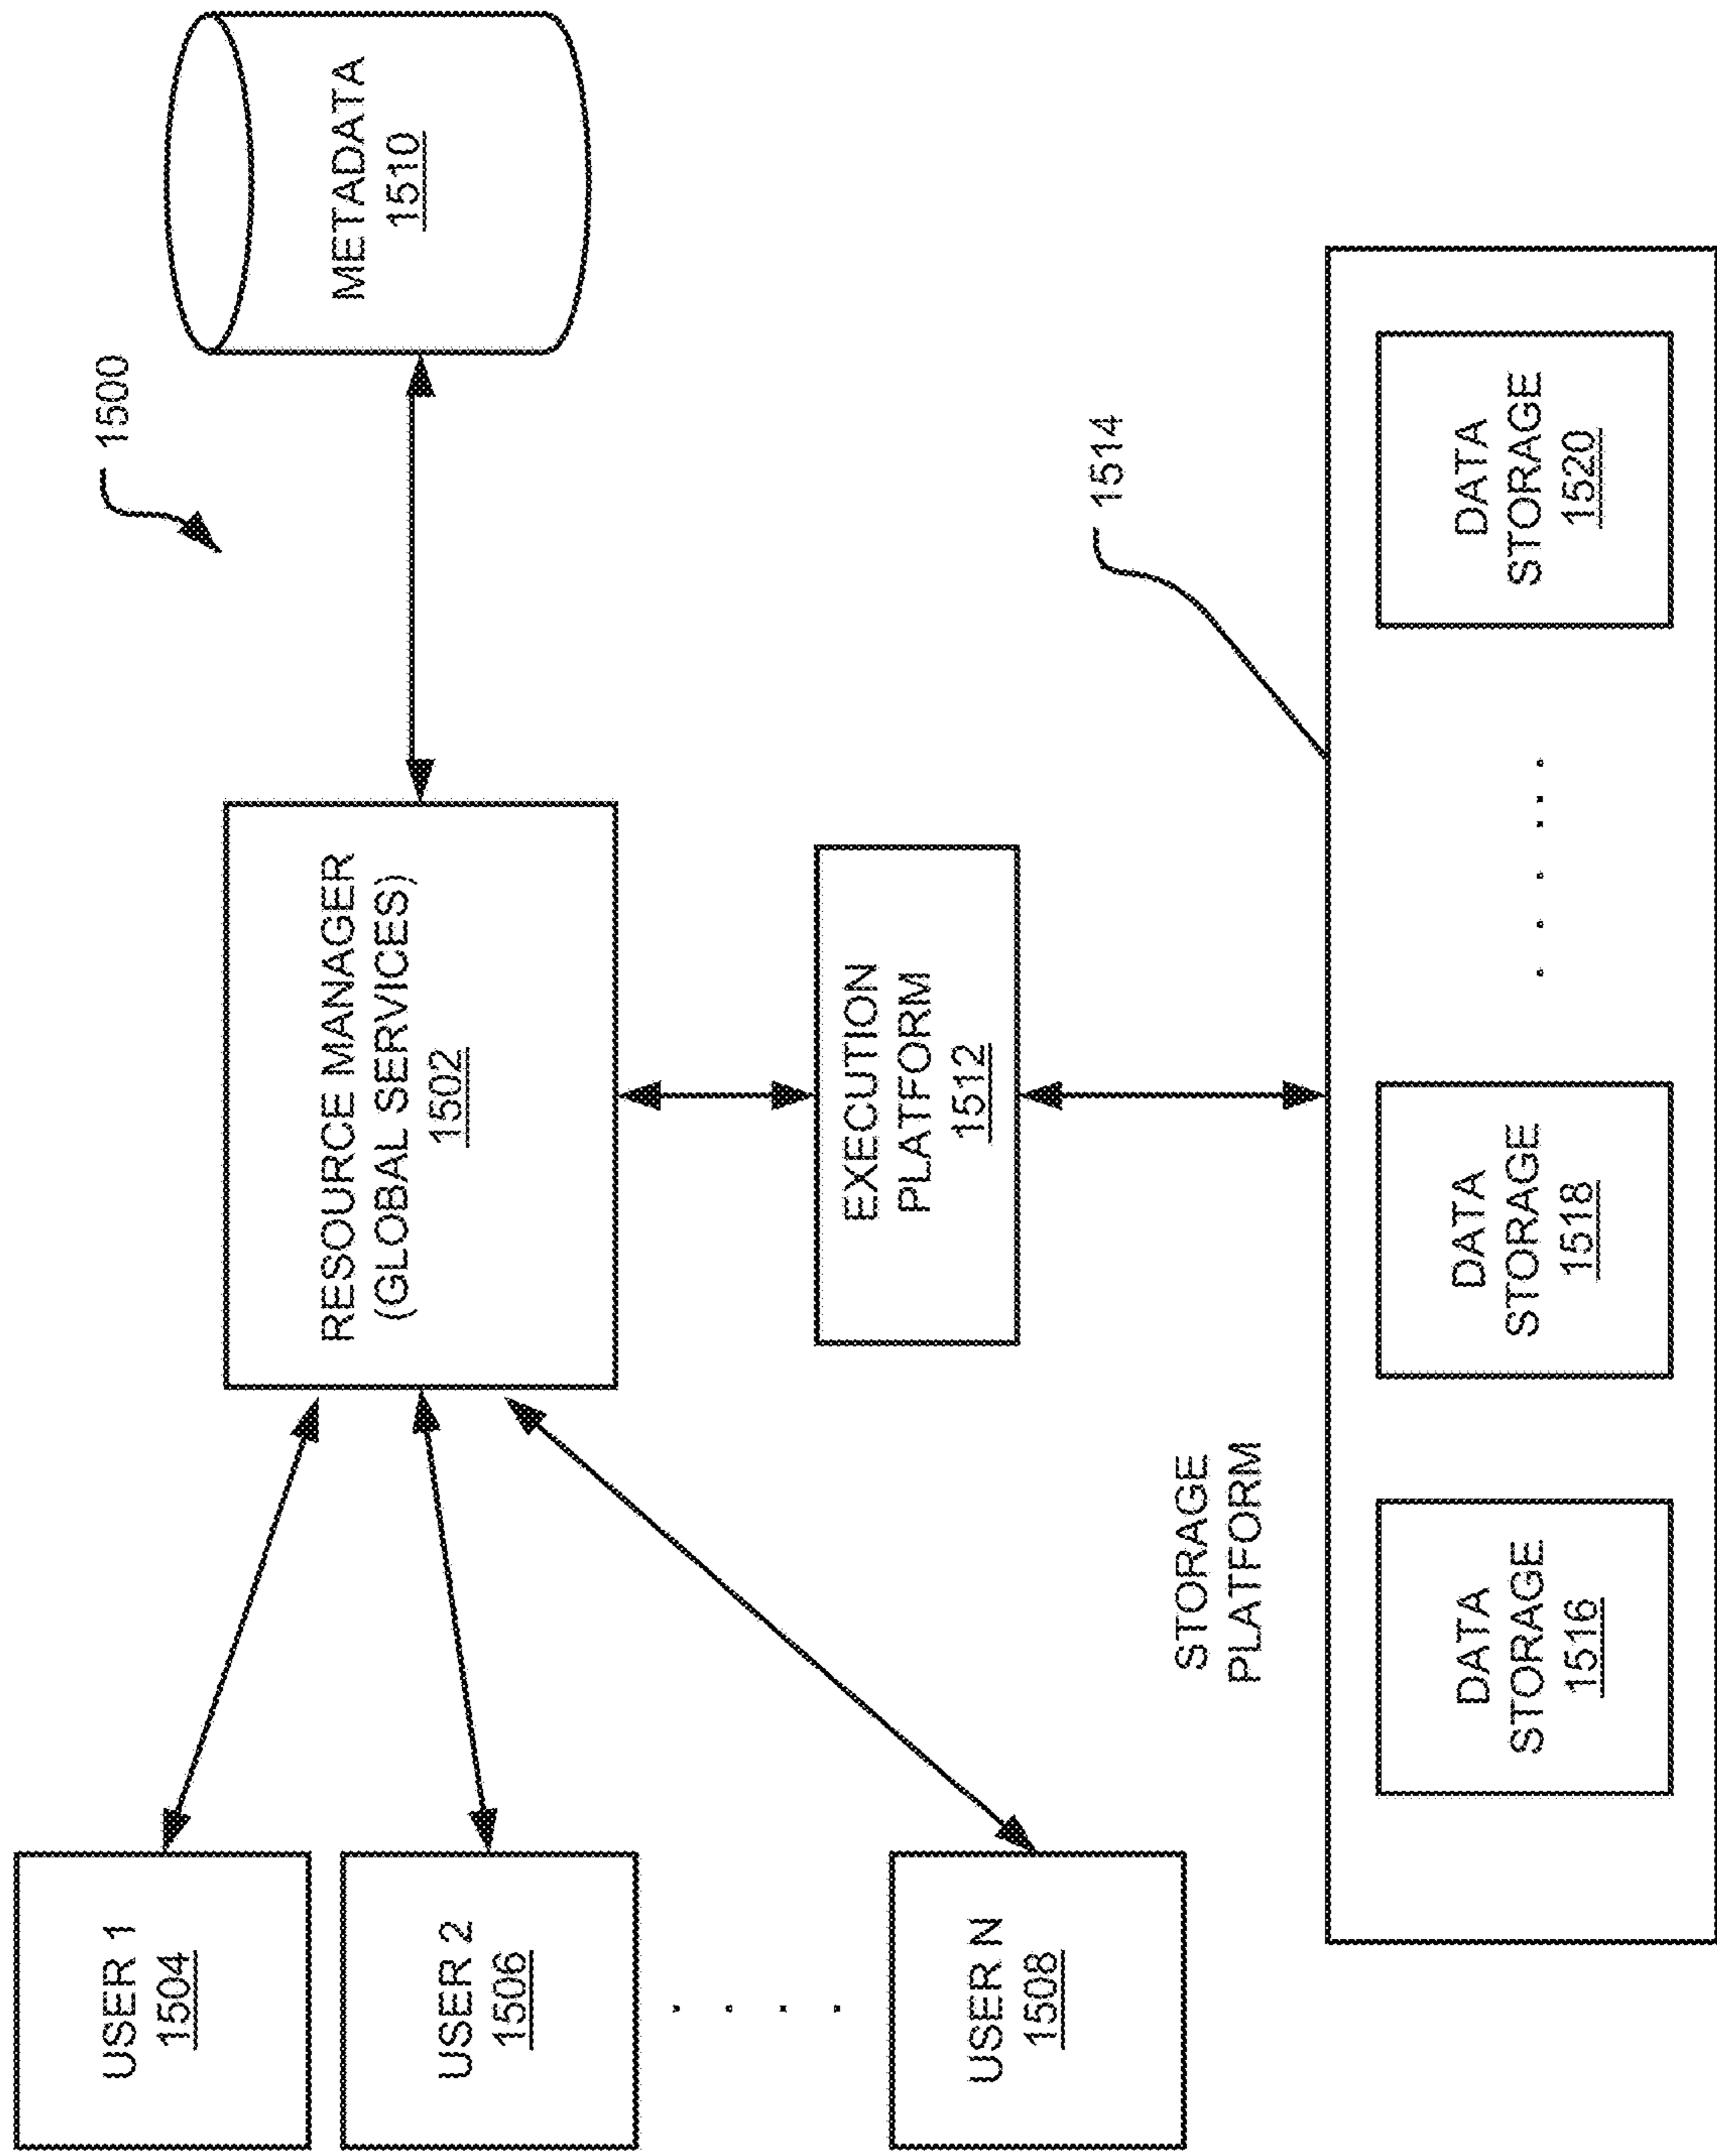 1500
USER 1
1504
USER 2
1506
USER N
1508
RESOURCE MANAGER
(GLOBAL SERVICES)
1502
METADATA
1510
EXECUTION
PLATFORM
1512
STORAGE
PLATFORM
1514
DATA
STORAGE
1516
DATA
STORAGE
1518
DATA
STORAGE
1520